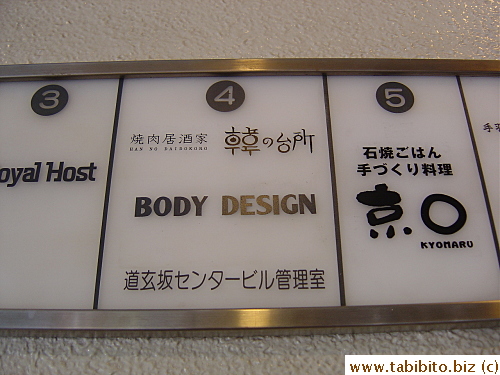 3
oyal Host
4
焼肉居酒家 韓の台所
HAN NO DAIDOKORO
BODY DESIGN
道玄坂センタービル管理室
5
石焼ごはん
手づくり料理
京〇
KYOMARU
手羽
www.tabibito.biz (c)